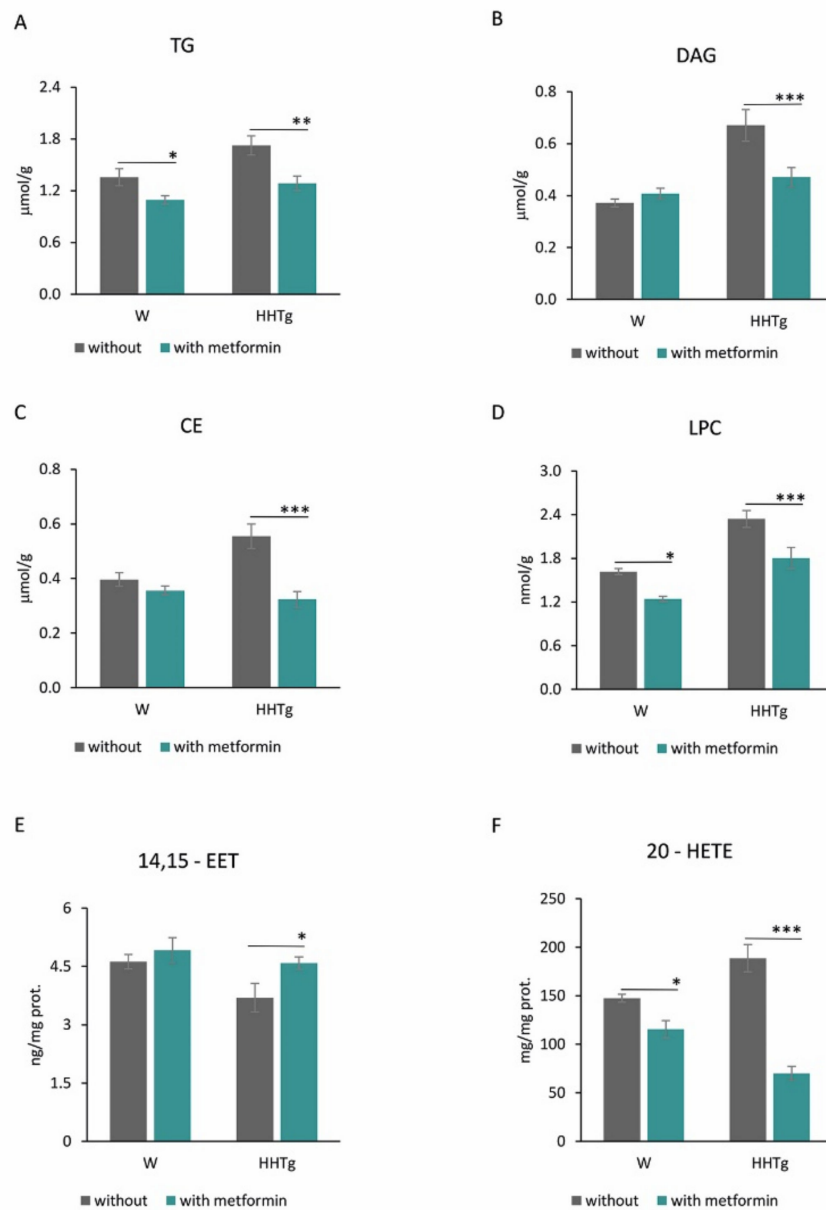 A
TG
2.4
1.8
1.2
0.6
0.0
μmol/g
*
**
W
HHTg
without
with metformin
B
DAG
0.8
0.6
0.4
0.2
0.0
μmol/g
***
W
HHTg
without
with metformin
C
CE
0.8
0.6
0.4
0.2
0.0
μmol/g
***
W
HHTg
without
with metformin
D
LPC
3.0
2.4
1.8
1.2
0.6
0.0
nmol/g
*
***
W
HHTg
without
with metformin
E
14,15 - EET
6
4.5
3
1.5
0
ng/mg prot.
*
W
HHTg
without
with metformin
F
20 - HETE
250
200
150
100
50
0
mg/mg prot.
*
***
W
HHTg
without
with metformin